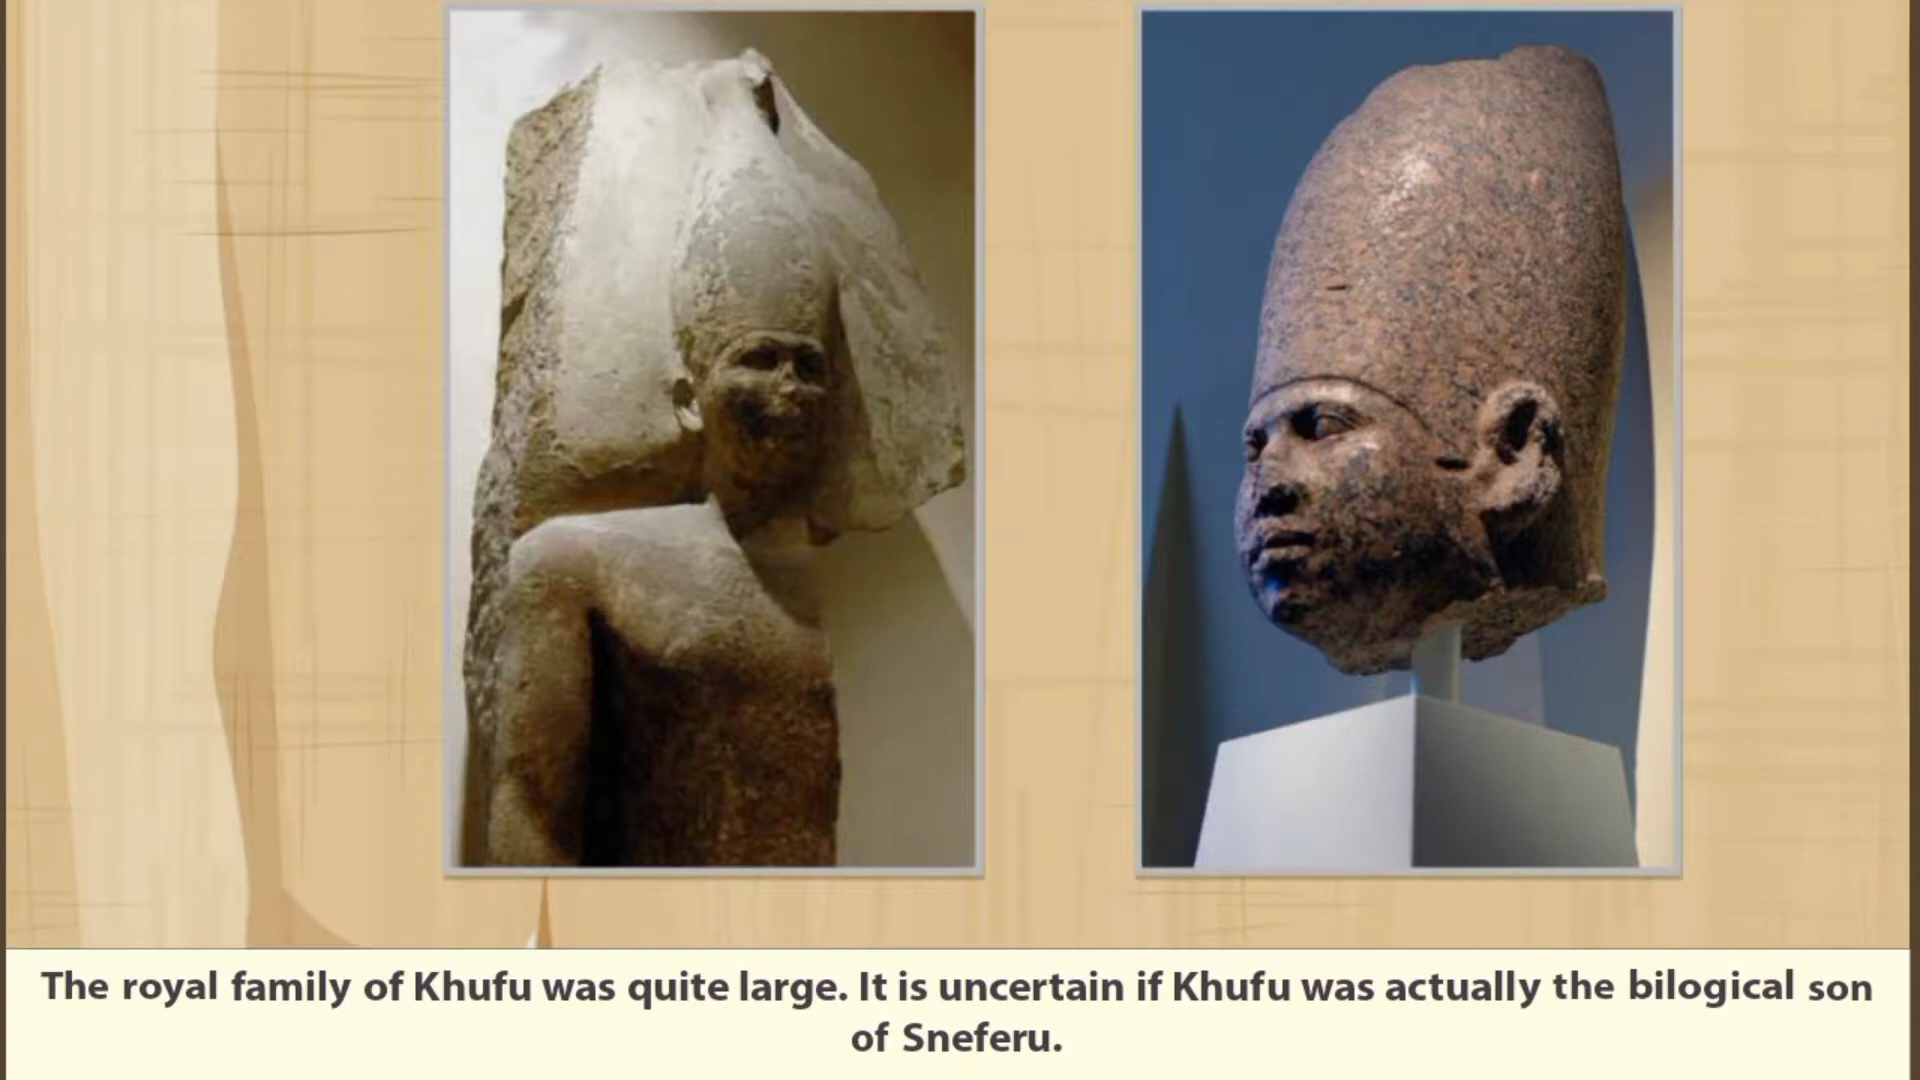 The royal family of Khufu was quite large. It is uncertain if Khufu was actually the bilogical son
of Sneferu.